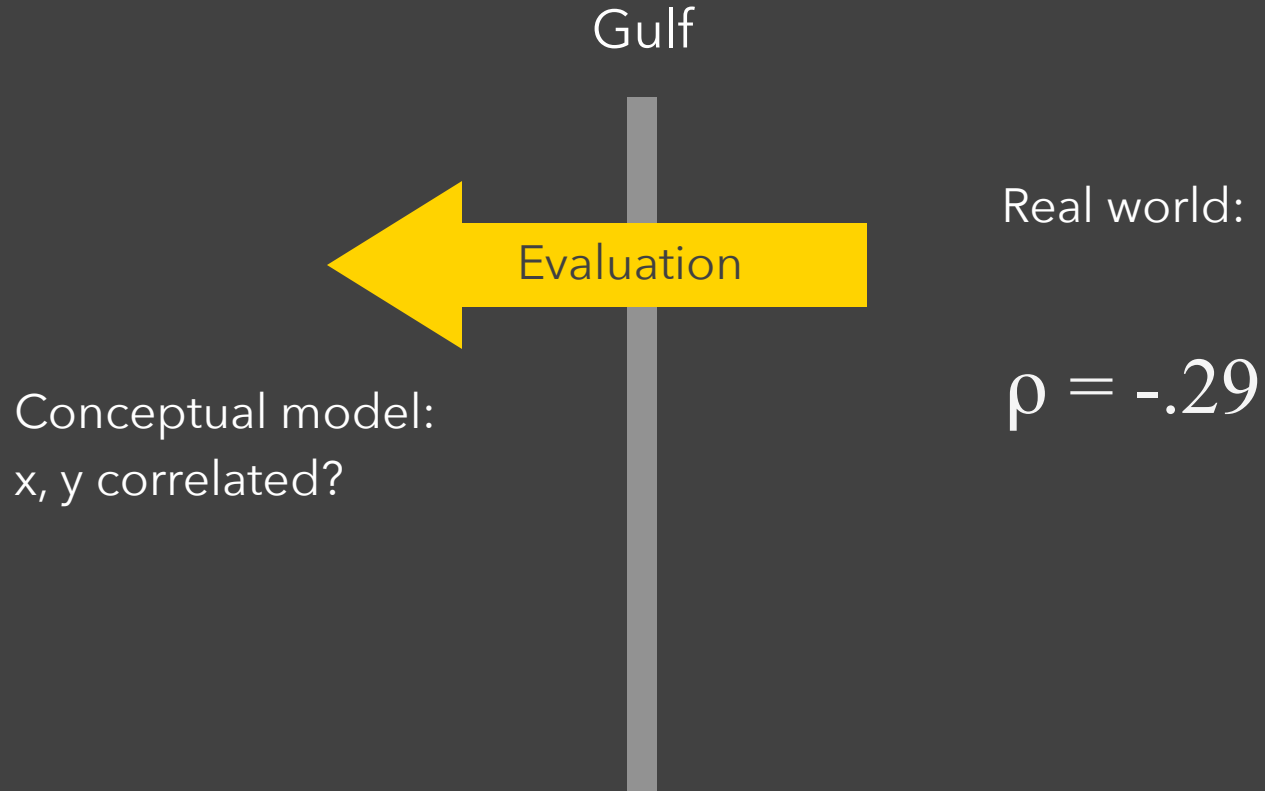 Gulf
Evaluation
Real world:
ρ = -.29
Conceptual model:
x, y correlated?